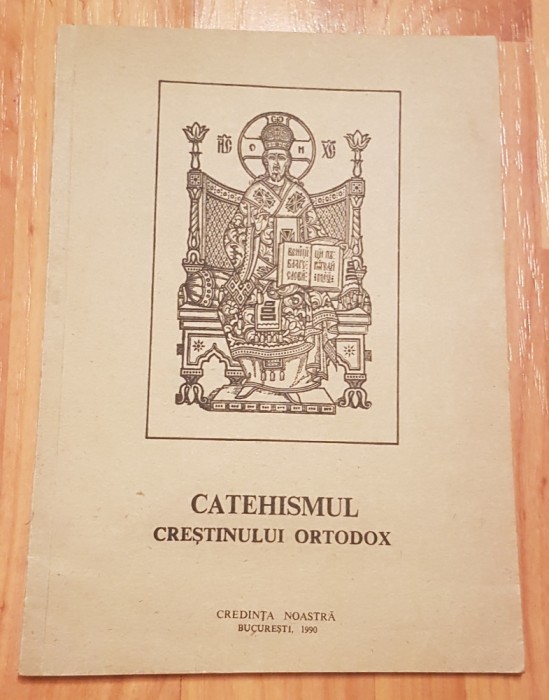 CATEHISMUL
CREȘTINULUI ORTODOX
CREDINȚA NOASTRĂ
BUCUREȘTI, 1990